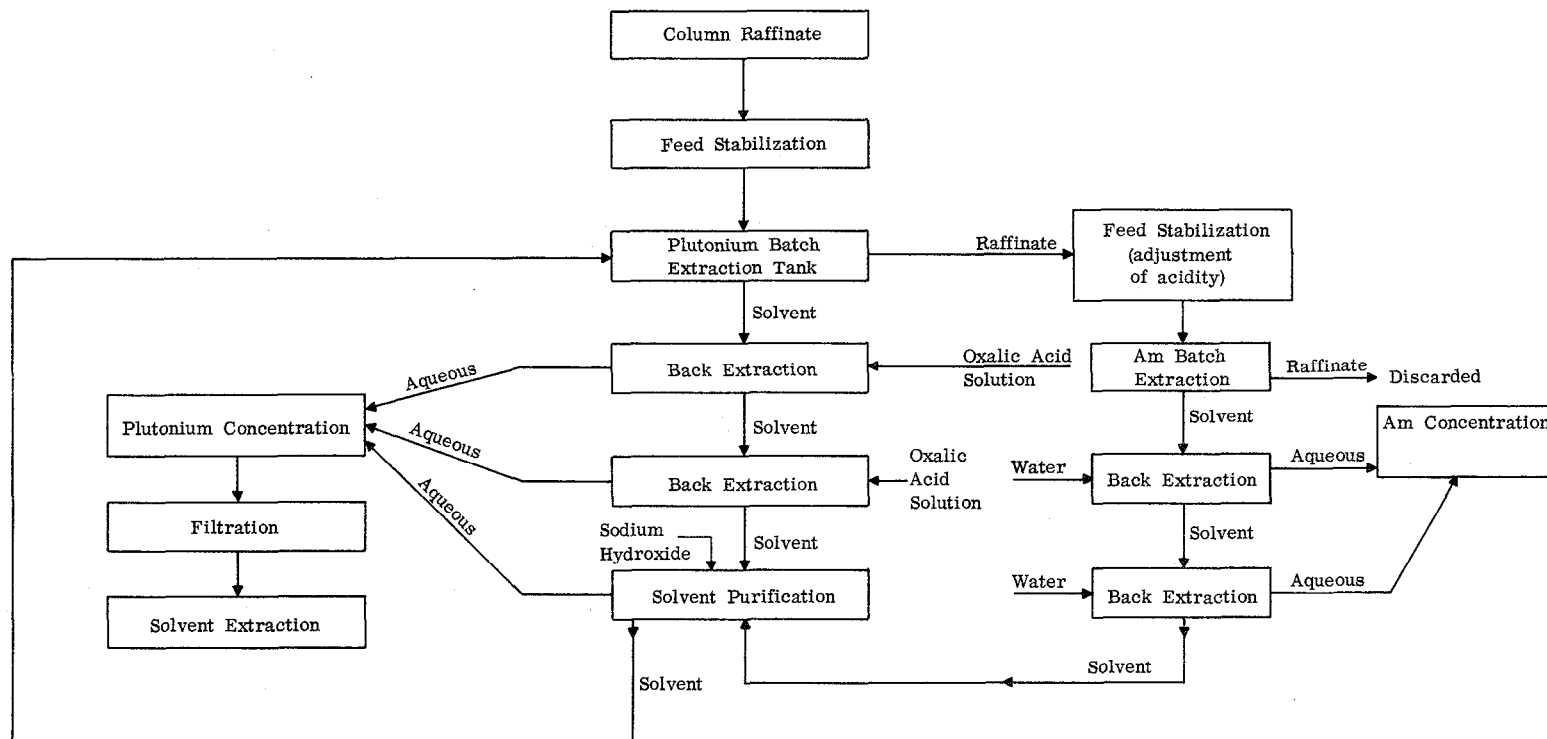 Column Raffinate
Feed Stabilization
Plutonium Batch
Extraction Tank
Raffinate
Feed Stabilization
(adjustment
of acidity)
Solvent
Back Extraction
Oxalic Acid
Solution
Am Batch
Extraction
Raffinate
Discarded
Aqueous
Plutonium Concentration
Solvent
Solvent
Am Concentration
Aqueous
Back Extraction
Oxalic
Acid
Solution
Water
Back Extraction
Aqueous
Aqueous
Filtration
Sodium
Hydroxide
Solvent
Solvent
Solvent Purification
Water
Back Extraction
Aqueous
Solvent Extraction
Solvent
Solvent